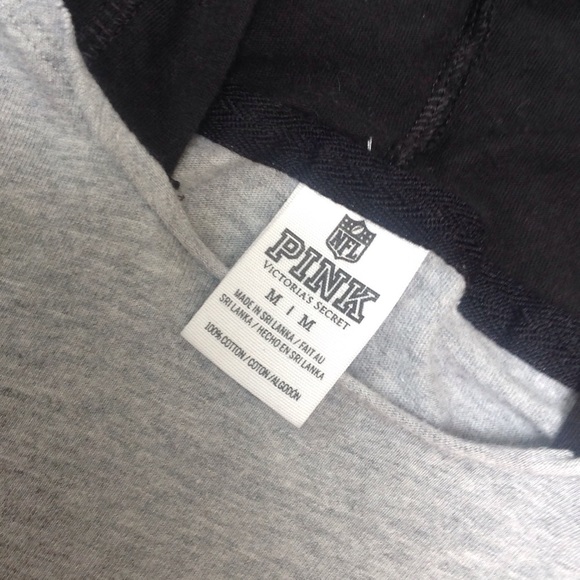 NFL
PINK
VICTORIA'S SECRET
M | M
MADE IN SRI LANKA / FAIT AU
SRI LANKA / HECHO EN SRI LANKA
100% COTTON / COTON / ALGODÓN